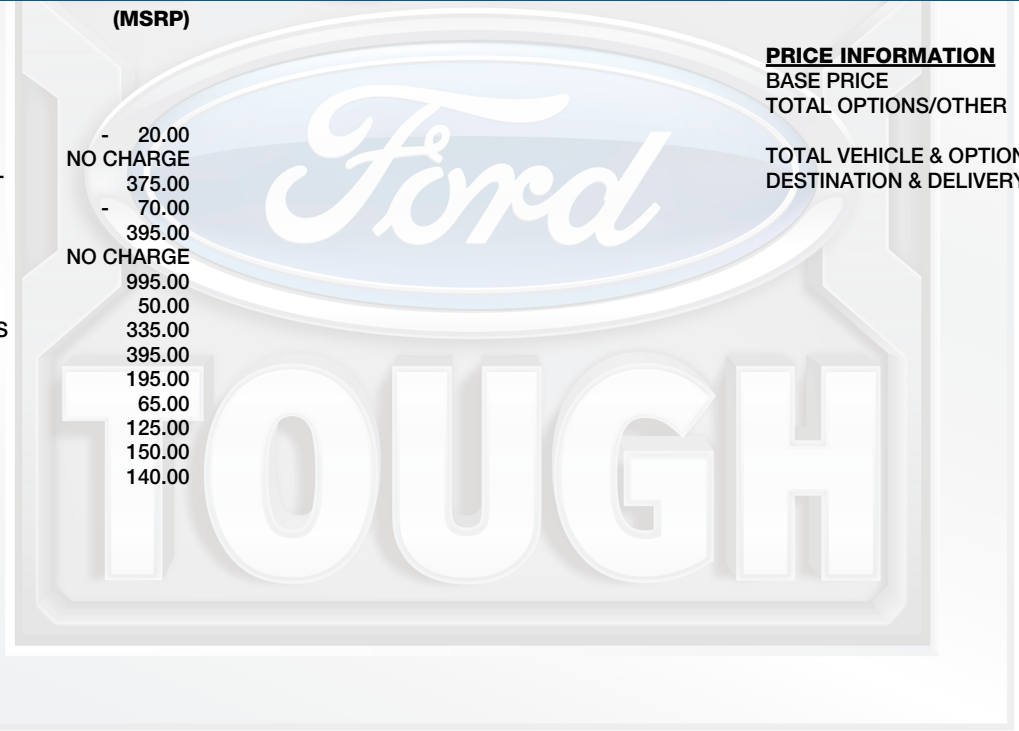 (MSRP)
- 20.00
NO CHARGE
375.00
- 70.00
395.00
NO CHARGE
995.00
50.00
335.00
395.00
195.00
65.00
125.00
150.00
140.00
PRICE INFORMATION
BASE PRICE
TOTAL OPTIONS/OTHER
TOTAL VEHICLE & OPTION
DESTINATION & DELIVERY
Ford
TOUGH